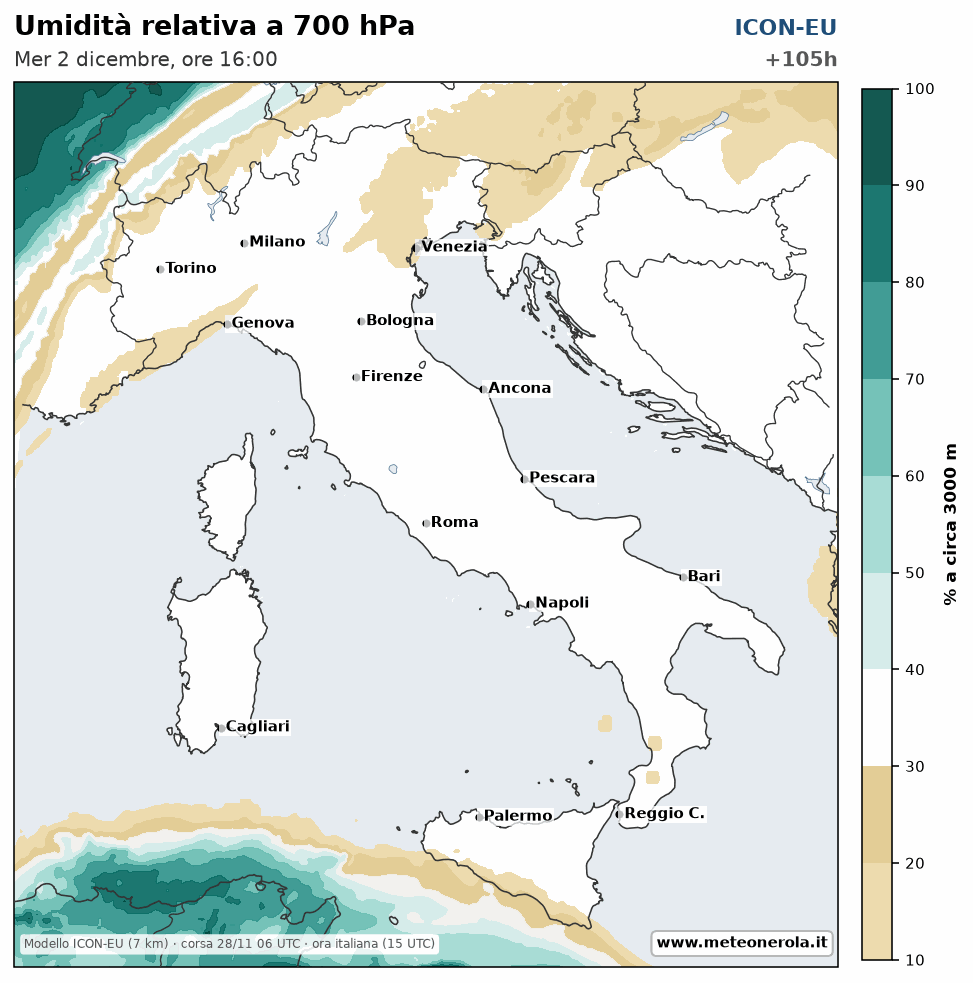 Umidità relativa a 700 hPa
ICON-EU
Mer 2 dicembre, ore 16:00
+105h
100
90
80
70
60
50
40
30
20
10
% a circa 3000 m
Milano
Venezia
Torino
Genova
Bologna
Firenze
Ancona
Pescara
Roma
Bari
Napoli
Cagliari
Palermo
Reggio C.
Modello ICON-EU (7 km) · corsa 28/11 06 UTC · ora italiana (15 UTC)
www.meteonerola.it